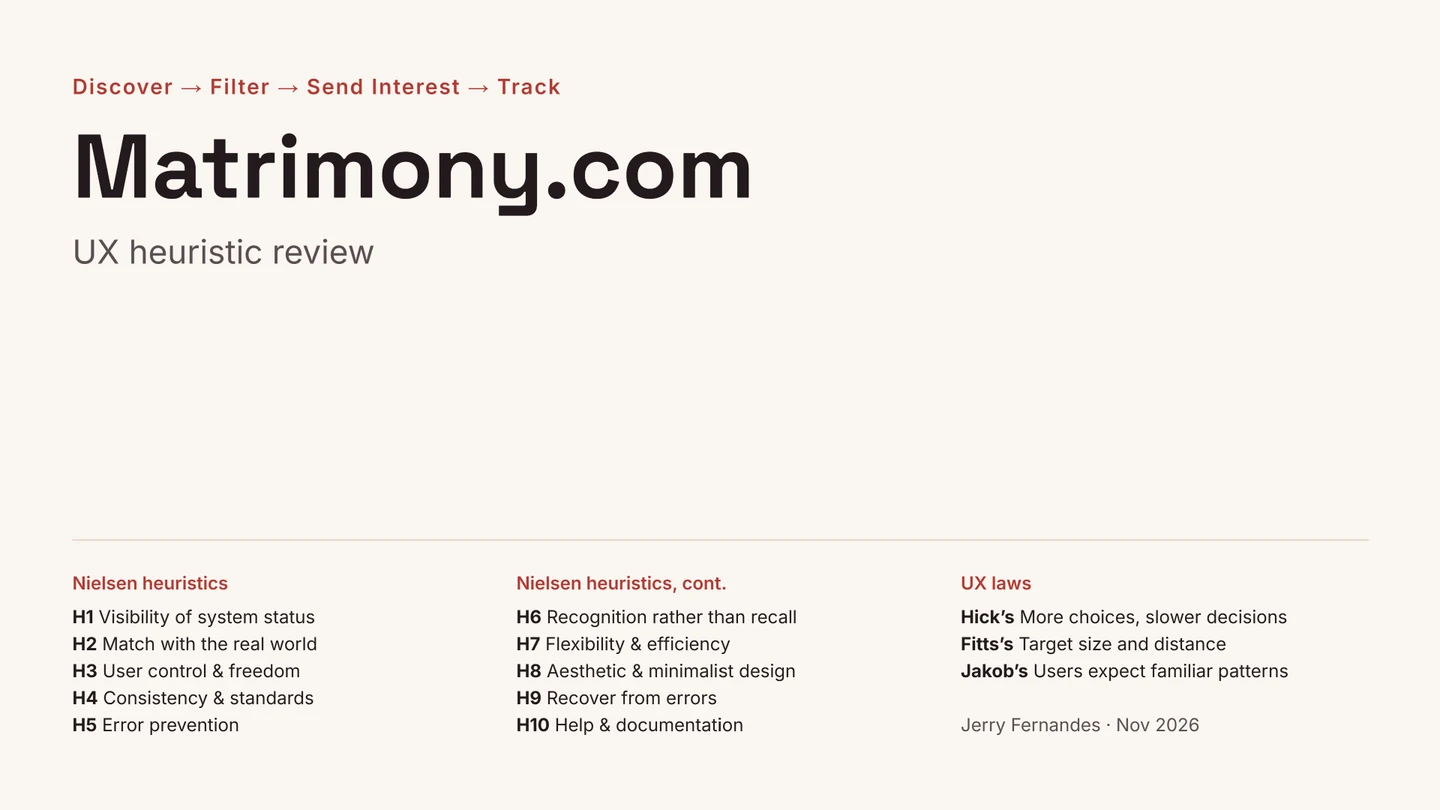 Discover → Filter → Send Interest → Track
Matrimony.com
UX heuristic review
Nielsen heuristics
H1 Visibility of system status
H2 Match with the real world
H3 User control & freedom
H4 Consistency & standards
H5 Error prevention
Nielsen heuristics, cont.
H6 Recognition rather than recall
H7 Flexibility & efficiency
H8 Aesthetic & minimalist design
H9 Recover from errors
H10 Help & documentation
UX laws
Hick’s More choices, slower decisions
Fitts’s Target size and distance
Jakob’s Users expect familiar patterns
Jerry Fernandes · Nov 2026